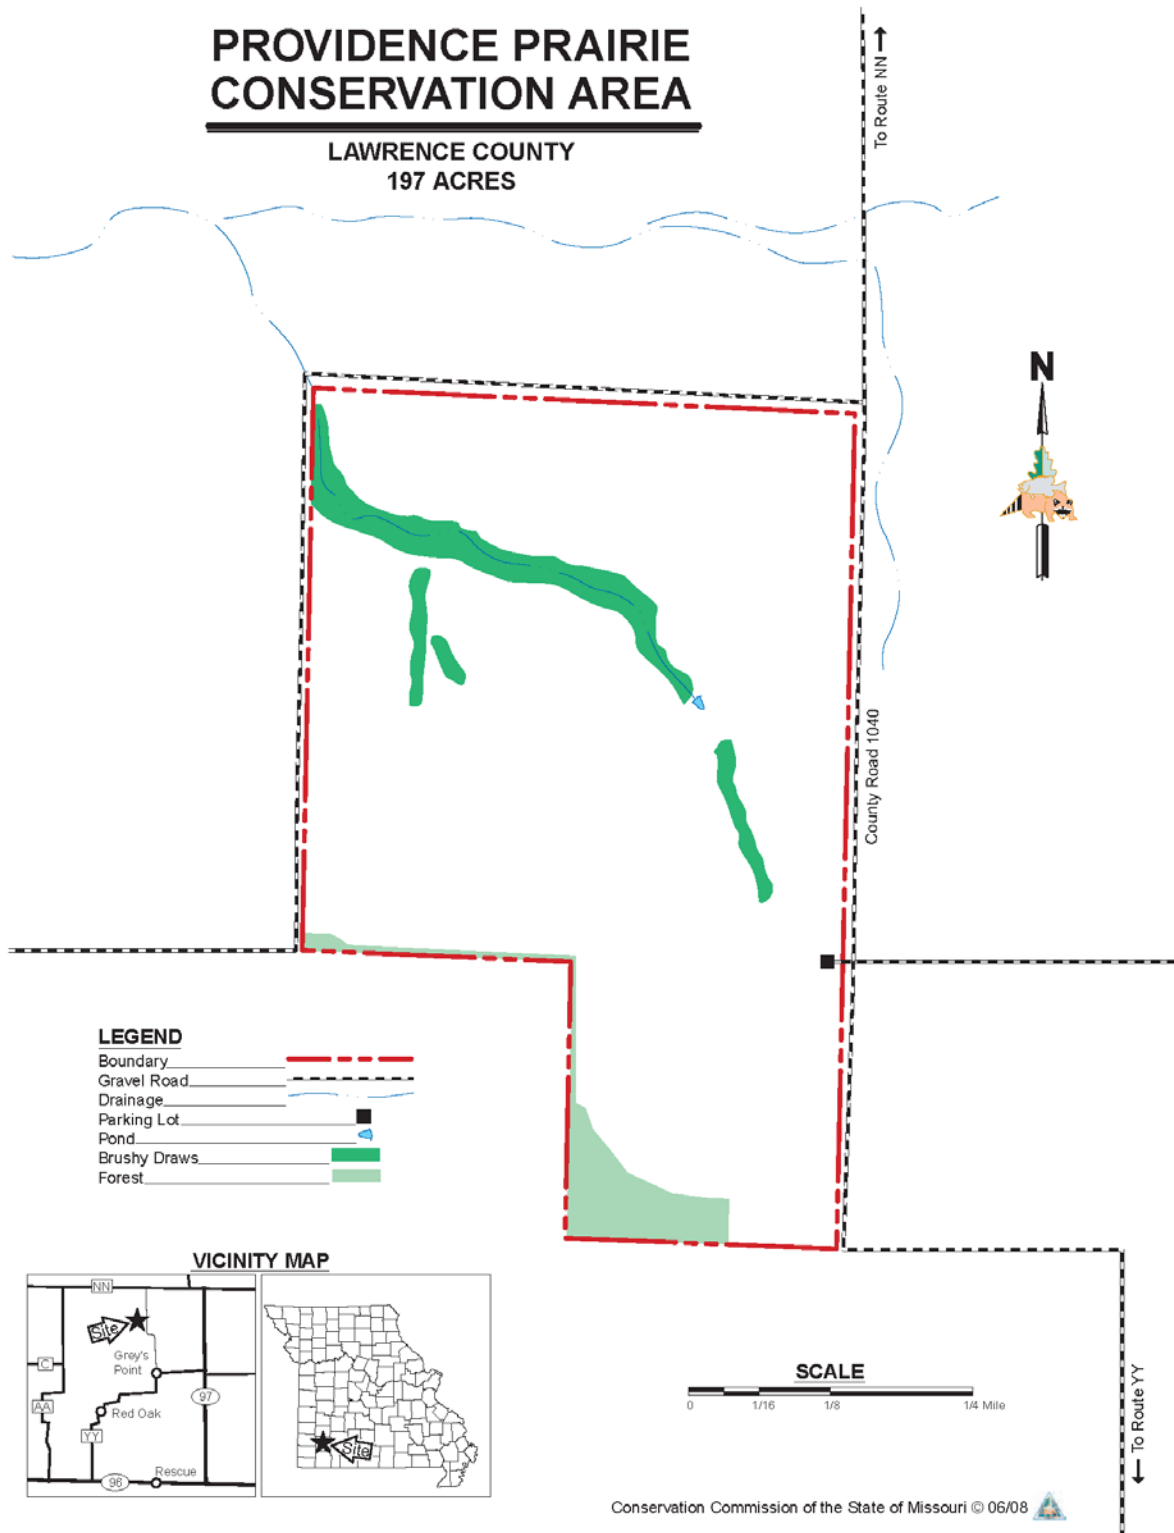 PROVIDENCE PRAIRIE
CONSERVATION AREA
LAWRENCE COUNTY
197 ACRES
To Route NN
N
County Road 1040
LEGEND
Boundary
Gravel Road
Drainage
Parking Lot
Pond
Brushy Draws
Forest
VICINITY MAP
NN
Site
Grey's
Point
C
AA
97
Red Oak
YY
Rescue
96
Site
SCALE
0 1/16 1/8 1/4 Mile
To Route YY
Conservation Commission of the State of Missouri © 06/08